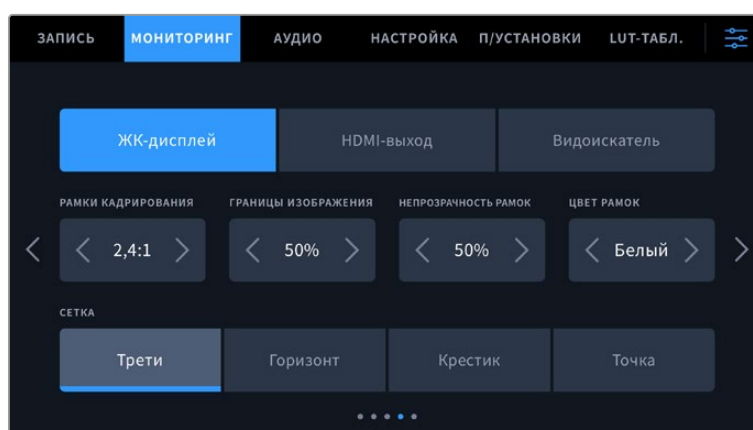 ЗАПИСЬ МОНИТОРИНГ АУДИО НАСТРОЙКА П/УСТАНОВКИ LUT-ТАБЛ.
ЖК-дисплей HDMI-выход Видоискатель
РАМКИ КАДРИРОВАНИЯ ГРАНИЦЫ ИЗОБРАЖЕНИЯ НЕПРОЗРАЧНОСТЬ РАМОК ЦВЕТ РАМОК
2,4:1 50% 50% Белый
СЕТКА
Трети Горизонт Крестик Точка